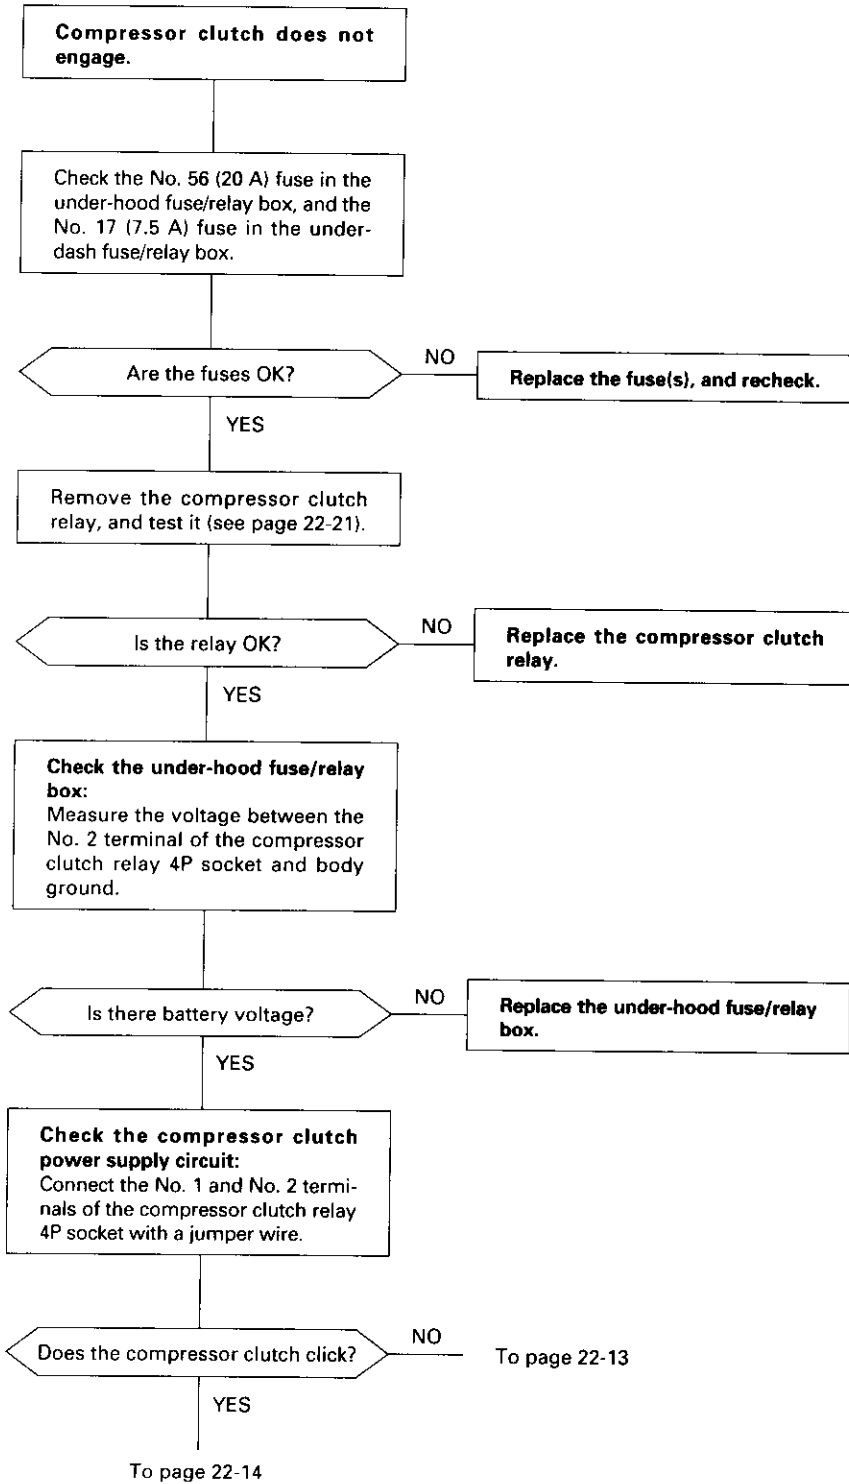 Compressor clutch does not
engage.
Check the No. 56 (20 A) fuse in the
under-hood fuse/relay box, and the
No. 17 (7.5 A) fuse in the under-
dash fuse/relay box.
Are the fuses OK?
NO
Replace the fuse(s), and recheck.
YES
Remove the compressor clutch
relay, and test it (see page 22-21).
Is the relay OK?
NO
Replace the compressor clutch
relay.
YES
Check the under-hood fuse/relay
box:
Measure the voltage between the
No. 2 terminal of the compressor
clutch relay 4P socket and body
ground.
Is there battery voltage?
NO
Replace the under-hood fuse/relay
box.
YES
Check the compressor clutch
power supply circuit:
Connect the No. 1 and No. 2 termi-
nals of the compressor clutch relay
4P socket with a jumper wire.
Does the compressor clutch click?
NO
To page 22-13
YES
To page 22-14